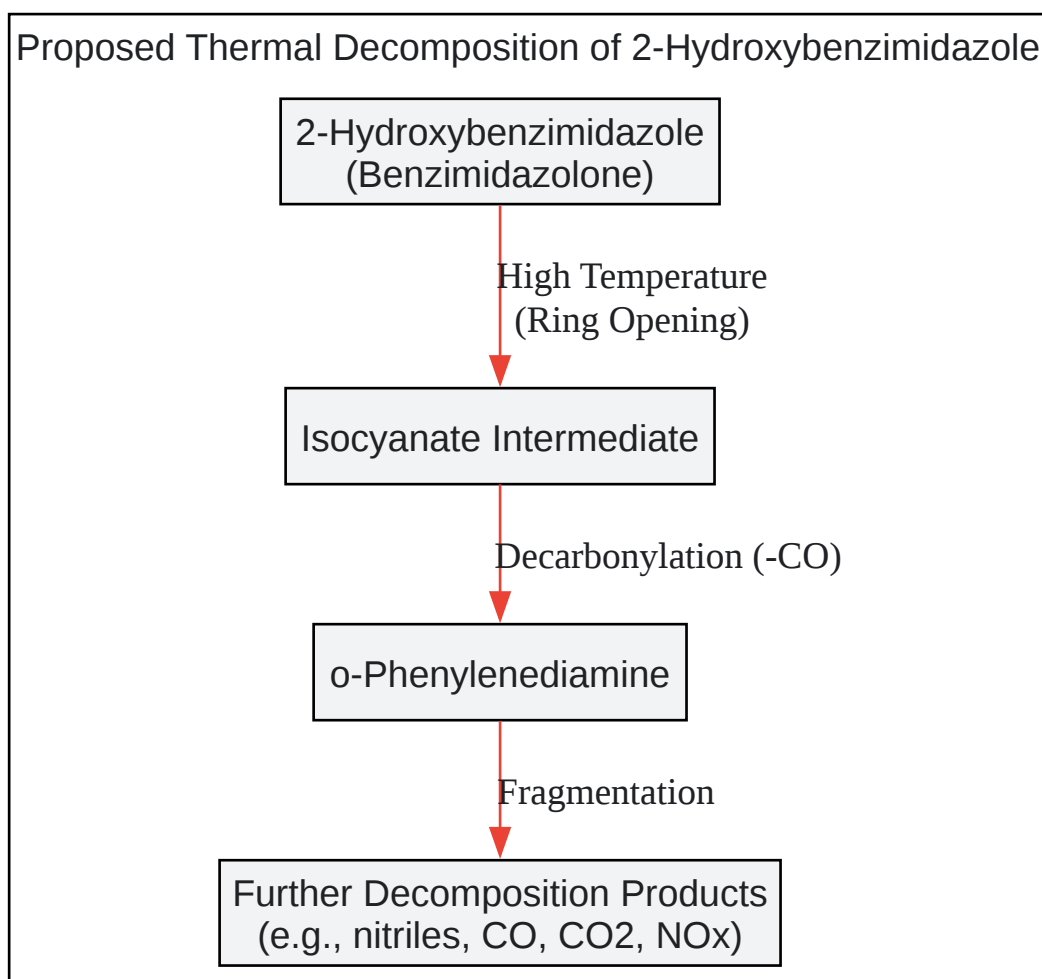 Proposed Thermal Decomposition of 2-Hydroxybenzimidazole
2-Hydroxybenzimidazole
(Benzimidazolone)
High Temperature
(Ring Opening)
Isocyanate Intermediate
Decarbonylation (-CO)
o-Phenylenediamine
Fragmentation
Further Decomposition Products
(e.g., nitriles, CO, CO2, NOx)